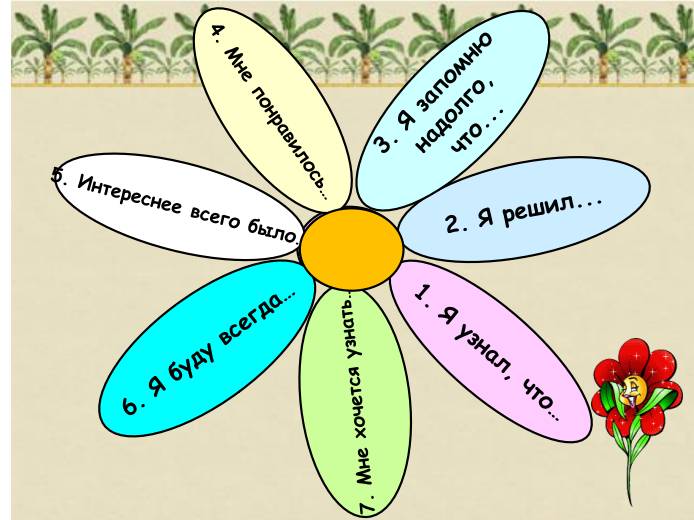 1. Я узнал, что…
2. Я решил...
3. Я запомню
надолго,
что...
4. Мне понравилось…
5. Интереснее всего было.
6. Я буду всегда…
7. Мне хочется узнать…